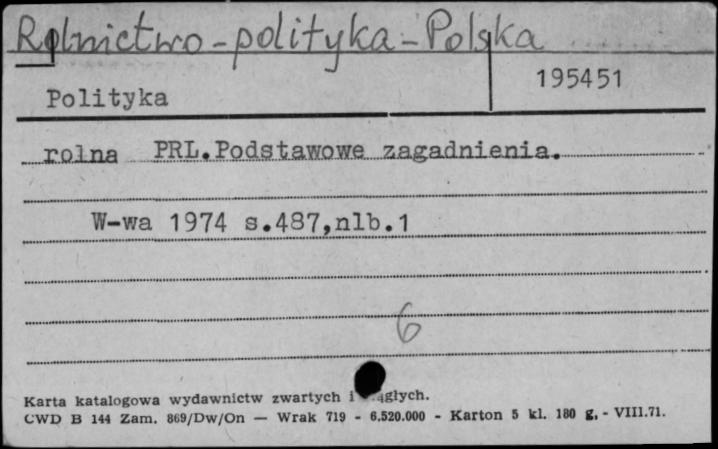 Rolnictwo - polityka - Polska
195451
Polityka
rolna PRL. Podstawowe zagadnienia.
W-wa 1974 s.487,nlb.1
6
Karta katalogowa wydawnictw zwartych i
CWD B 144 Zam. 869/Dw/On — Wrak 719 - 6.520.000 - Karton 5 kl. 180 g. - VIII.71.